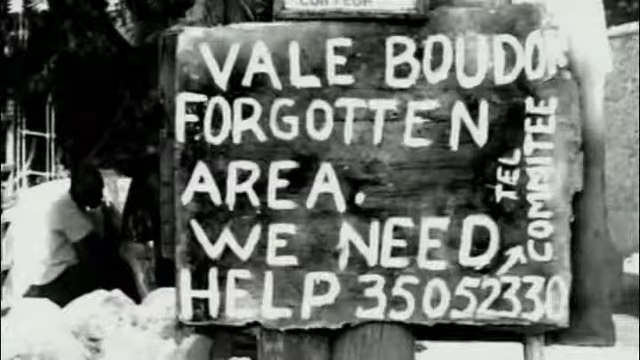 VALE BOUDON
FORGOTTEN
AREA.
WE NEED
HELP 35052330
TEL
COMMITEE